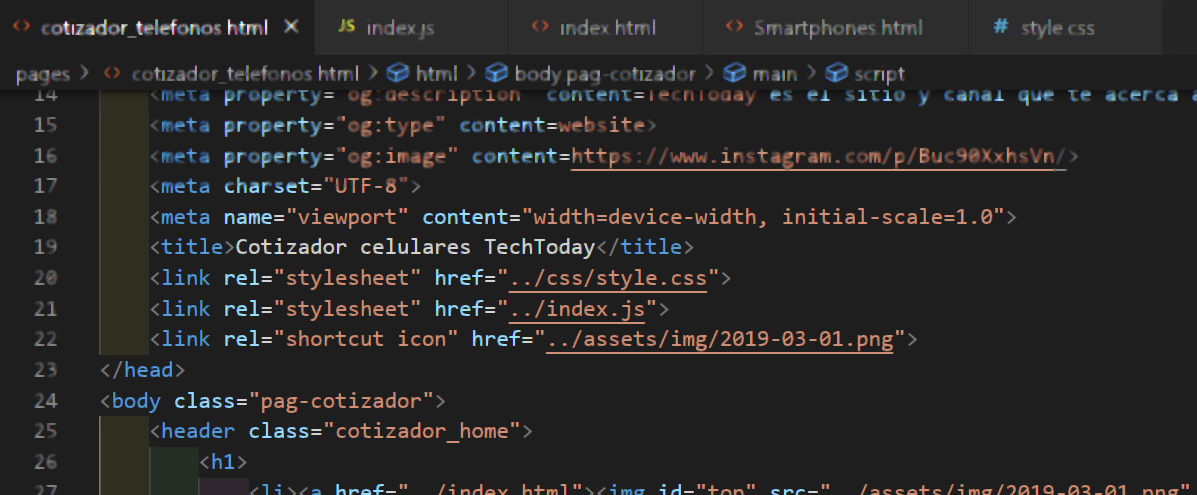 cotizador_telefonos.html × JS index.js <> index.html <> Smartphones.html # style.css
pages > <> cotizador_telefonos.html > html > body.pag-cotizador > main > script
14 <meta property="og:description" content=TechToday es el sitio y canal que te acerca a
15 <meta property="og:type" content=website>
16 <meta property="og:image" content=https://www.instagram.com/p/Buc90XxhsVn/>
17 <meta charset="UTF-8">
18 <meta name="viewport" content="width=device-width, initial-scale=1.0">
19 <title>Cotizador celulares TechToday</title>
20 <link rel="stylesheet" href="../css/style.css">
21 <link rel="stylesheet" href="../index.js">
22 <link rel="shortcut icon" href="../assets/img/2019-03-01.png">
23 </head>
24 <body class="pag-cotizador">
25 <header class="cotizador_home">
26 <h1>
27 <li><a href="../index.html"><img id="top" src="../assets/img/2019-03-01.png"